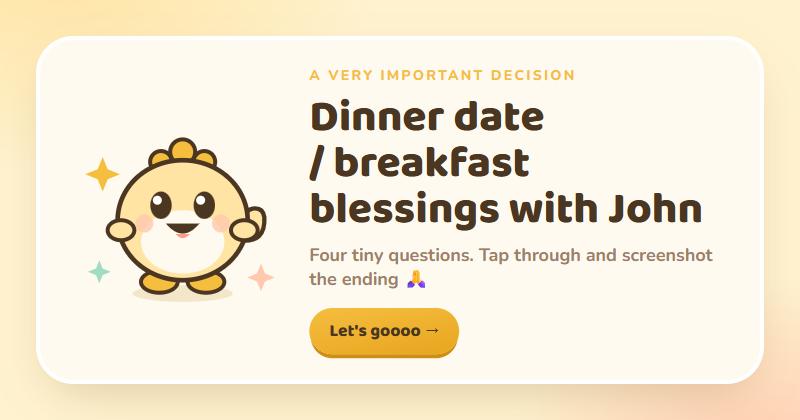 A VERY IMPORTANT DECISION
Dinner date
/ breakfast
blessings with John
Four tiny questions. Tap through and screenshot
the ending 🙏
Let's goooo →